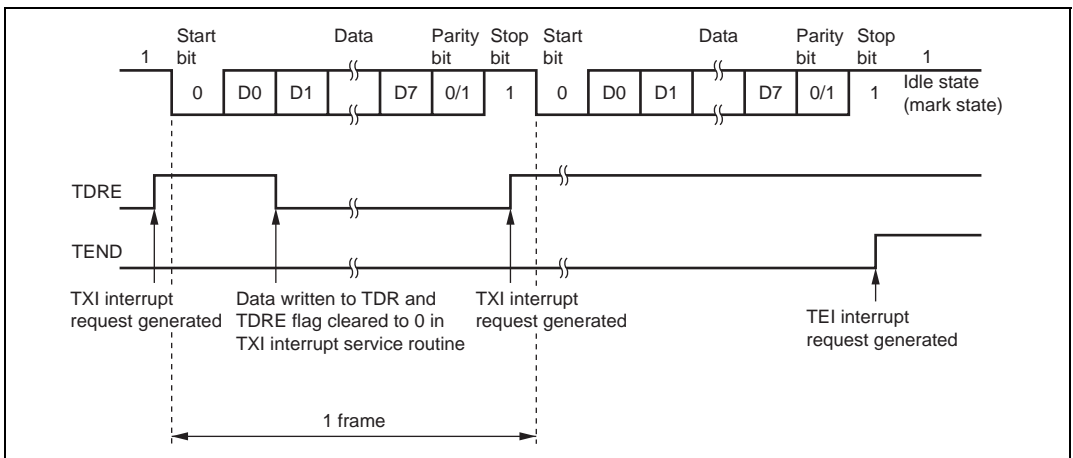 Start Data Parity Stop Start Data Parity Stop
1 bit bit bit bit bit bit 1
0 D0 D1 D7 0/1 1 0 D0 D1 D7 0/1 1 Idle state
(mark state)
TDRE
TEND
TXI interrupt
request generated
Data written to TDR and
TDRE flag cleared to 0 in
TXI interrupt service routine
TXI interrupt
request generated
TEI interrupt
request generated
1 frame